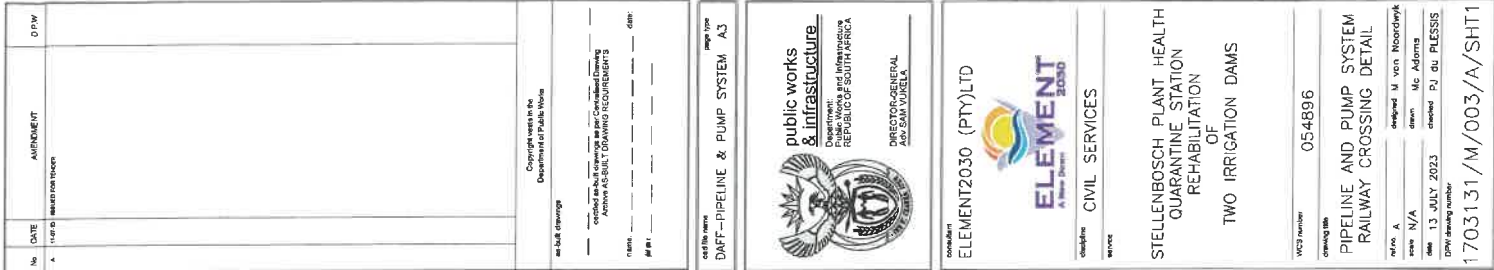 No DATE AMENDMENT D P W
A ISSUED FOR TENDER
Copyright vests in the
Department of Public Works
as-built drawings
certified as-built drawings as per Centralised Drawing
Archive AS-BUILT DRAWING REQUIREMENTS
name: date:
cad file name page type
DAFF-PIPELINE & PUMP SYSTEM A3
public works
& infrastructure
Department:
Public Works and Infrastructure
REPUBLIC OF SOUTH AFRICA
DIRECTOR-GENERAL
Adv SAM VUKELA
consultant
ELEMENT2030 (PTY)LTD
ELEMENT
A New Dawn 2030
discipline CIVIL SERVICES
service
STELLENBOSCH PLANT HEALTH
QUARANTINE STATION
REHABILITATION
OF
TWO IRRIGATION DAMS
WCS number 054896
drawing title
PIPELINE AND PUMP SYSTEM
RAILWAY CROSSING DETAIL
ref no. A designed M van Noordwyk
scale N/A drawn Mc Adams
date 13 JULY 2023 checked PJ du PLESSIS
DPW drawing number
1703131/M/003/A/SHT1